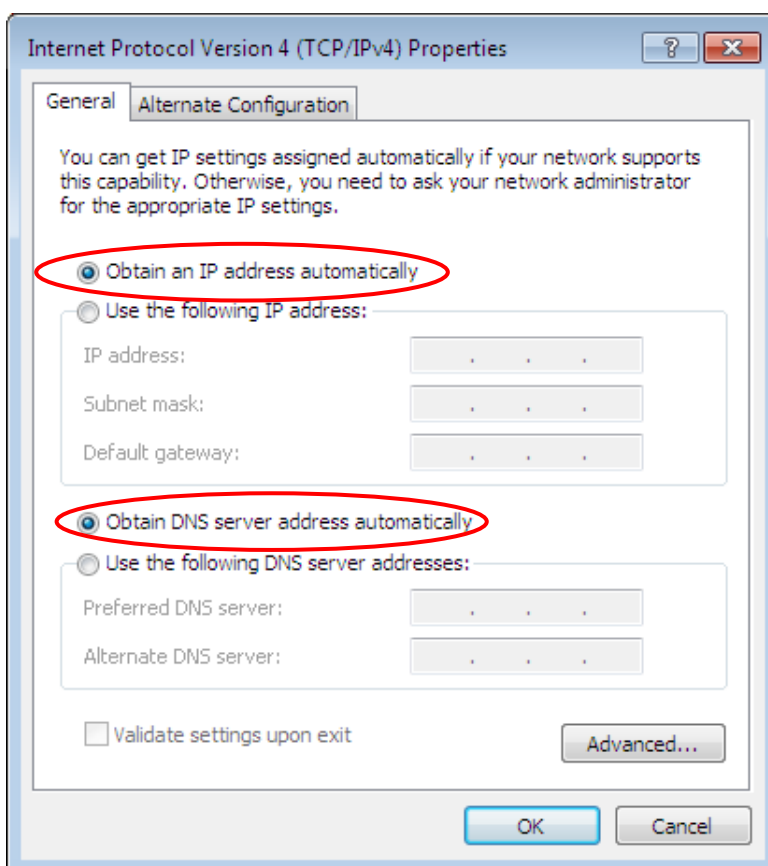 Internet Protocol Version 4 (TCP/IPv4) Properties
General
Alternate Configuration
You can get IP settings assigned automatically if your network supports
this capability. Otherwise, you need to ask your network administrator
for the appropriate IP settings.
Obtain an IP address automatically
Use the following IP address:
IP address:
Subnet mask:
Default gateway:
Obtain DNS server address automatically
Use the following DNS server addresses:
Preferred DNS server:
Alternate DNS server:
Validate settings upon exit
Advanced...
OK
Cancel